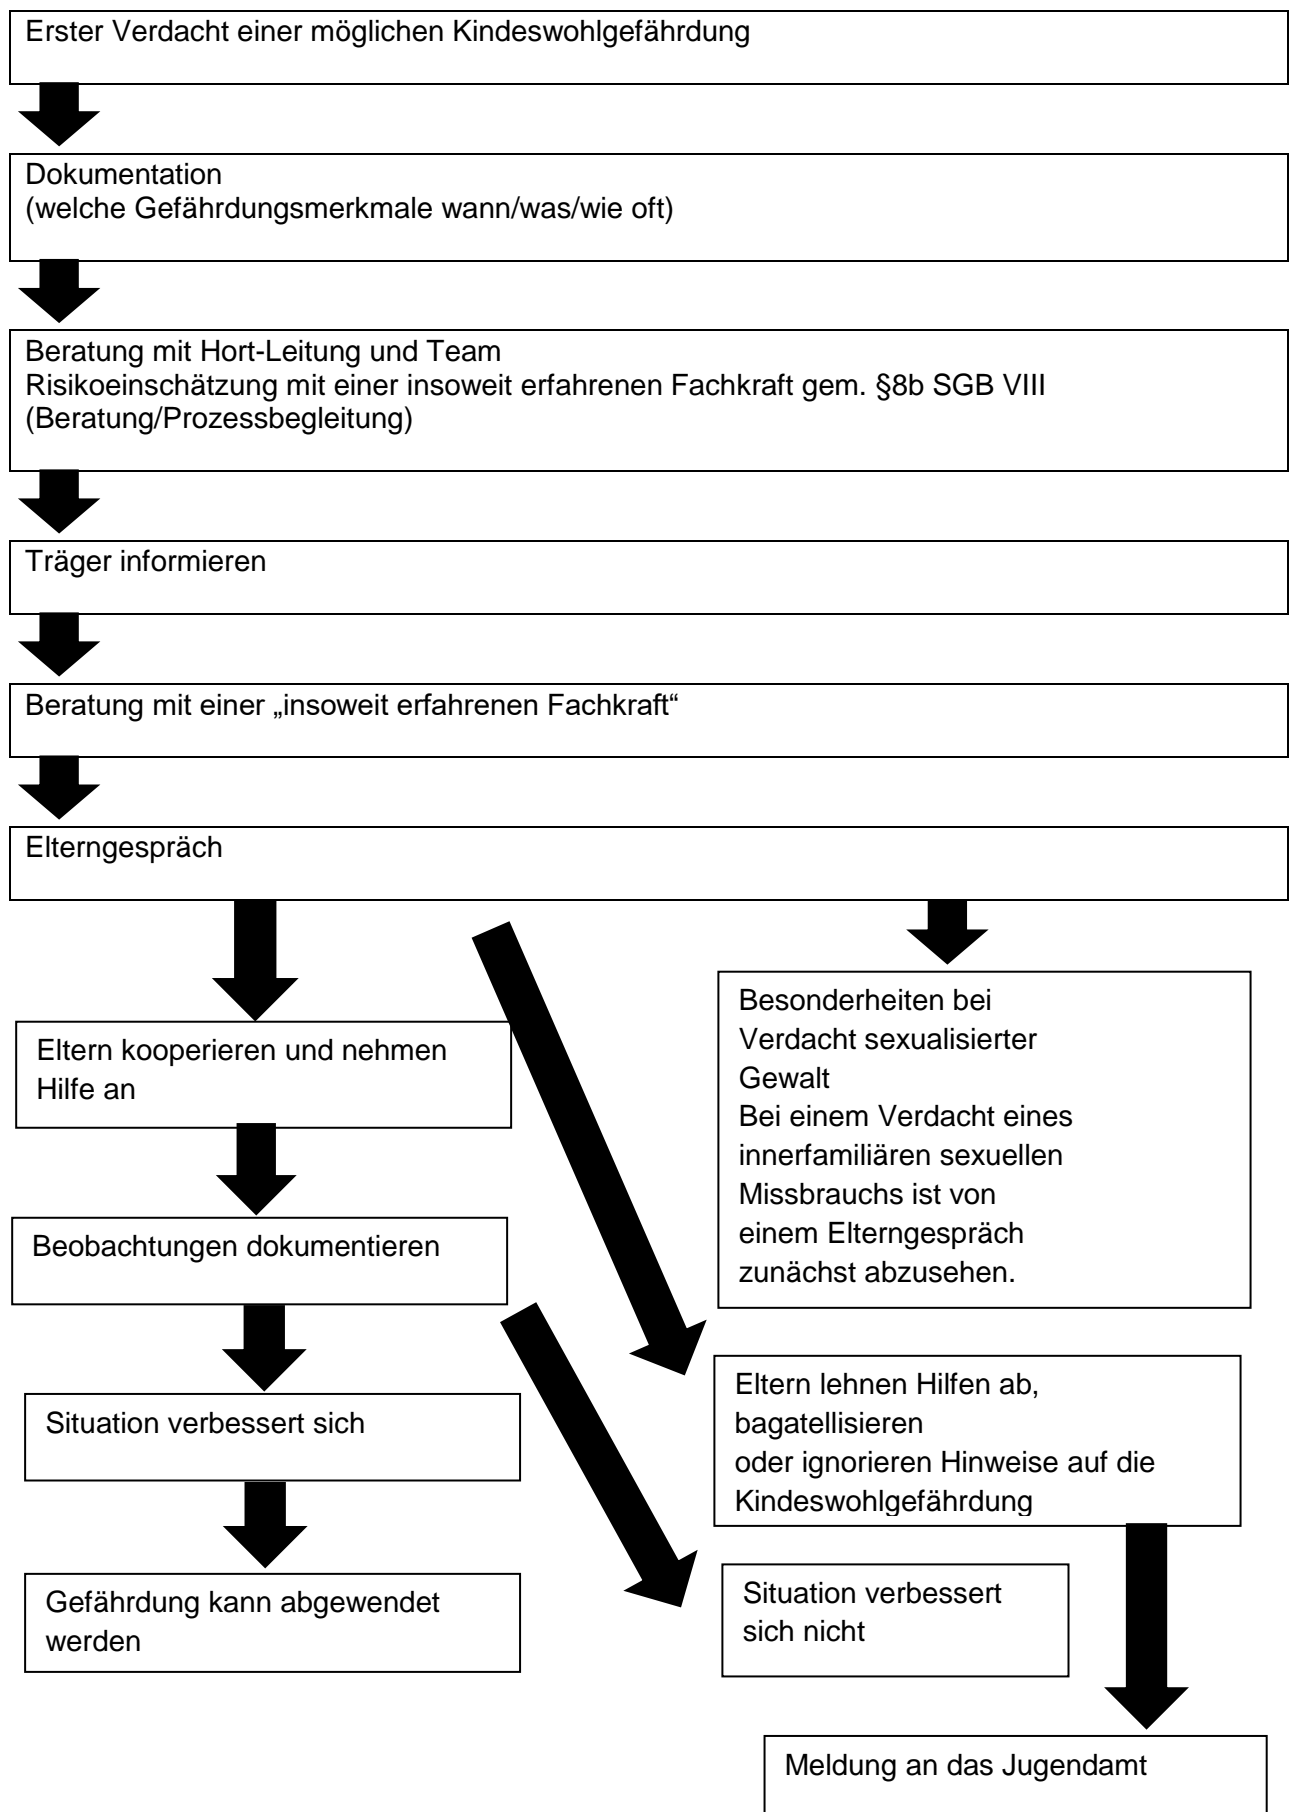 Erster Verdacht einer möglichen Kindeswohlgefährdung
Dokumentation
(welche Gefährdungsmerkmale wann/was/wie oft)
Beratung mit Hort-Leitung und Team
Risikoeinschätzung mit einer insoweit erfahrenen Fachkraft gem. §8b SGB VIII
(Beratung/Prozessbegleitung)
Träger informieren
Beratung mit einer „insoweit erfahrenen Fachkraft“
Elterngespräch
Eltern kooperieren und nehmen
Hilfe an
Beobachtungen dokumentieren
Situation verbessert sich
Gefährdung kann abgewendet
werden
Besonderheiten bei
Verdacht sexualisierter
Gewalt
Bei einem Verdacht eines
innerfamiliären sexuellen
Missbrauchs ist von
einem Elterngespräch
zunächst abzusehen.
Eltern lehnen Hilfen ab,
bagatellisieren
oder ignorieren Hinweise auf die
Kindeswohlgefährdung
Situation verbessert
sich nicht
Meldung an das Jugendamt